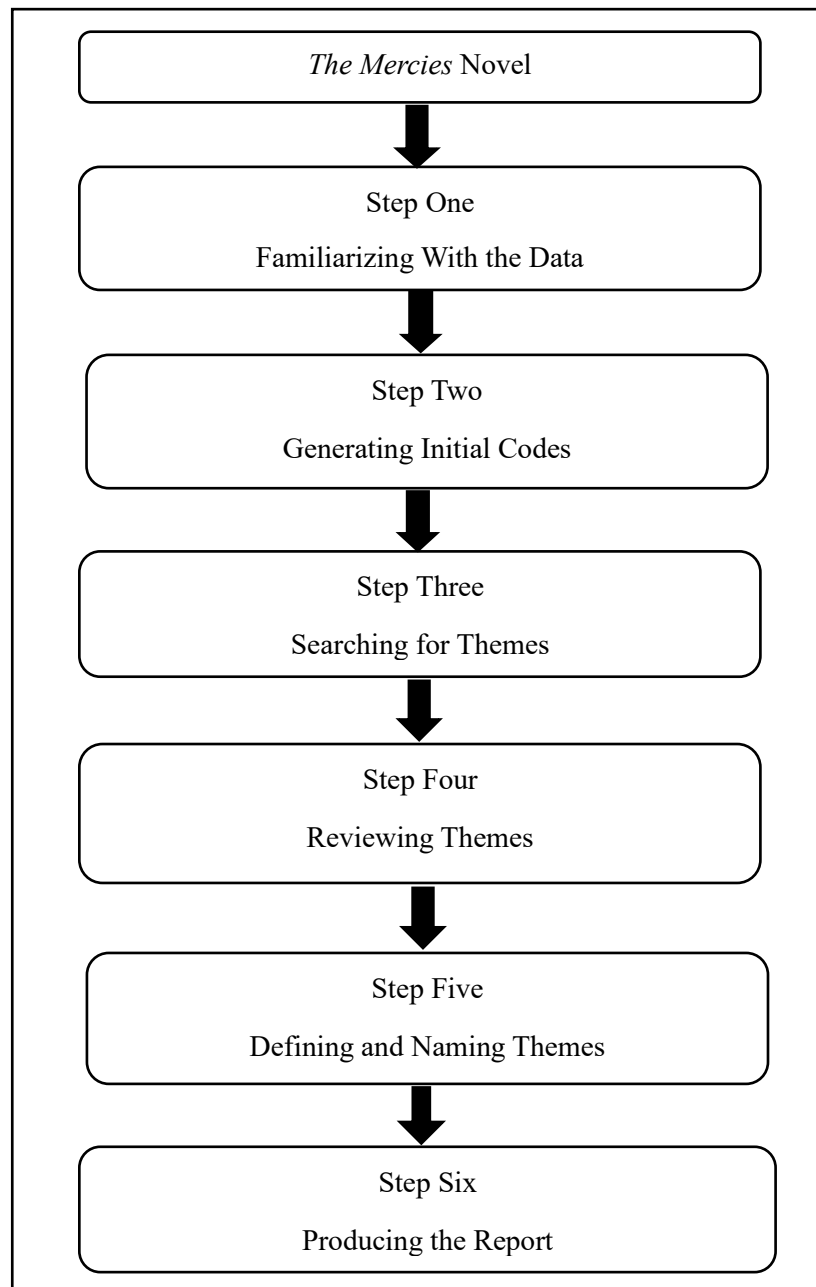 The Mercies Novel
Step One
Familiarizing With the Data
Step Two
Generating Initial Codes
Step Three
Searching for Themes
Step Four
Reviewing Themes
Step Five
Defining and Naming Themes
Step Six
Producing the Report